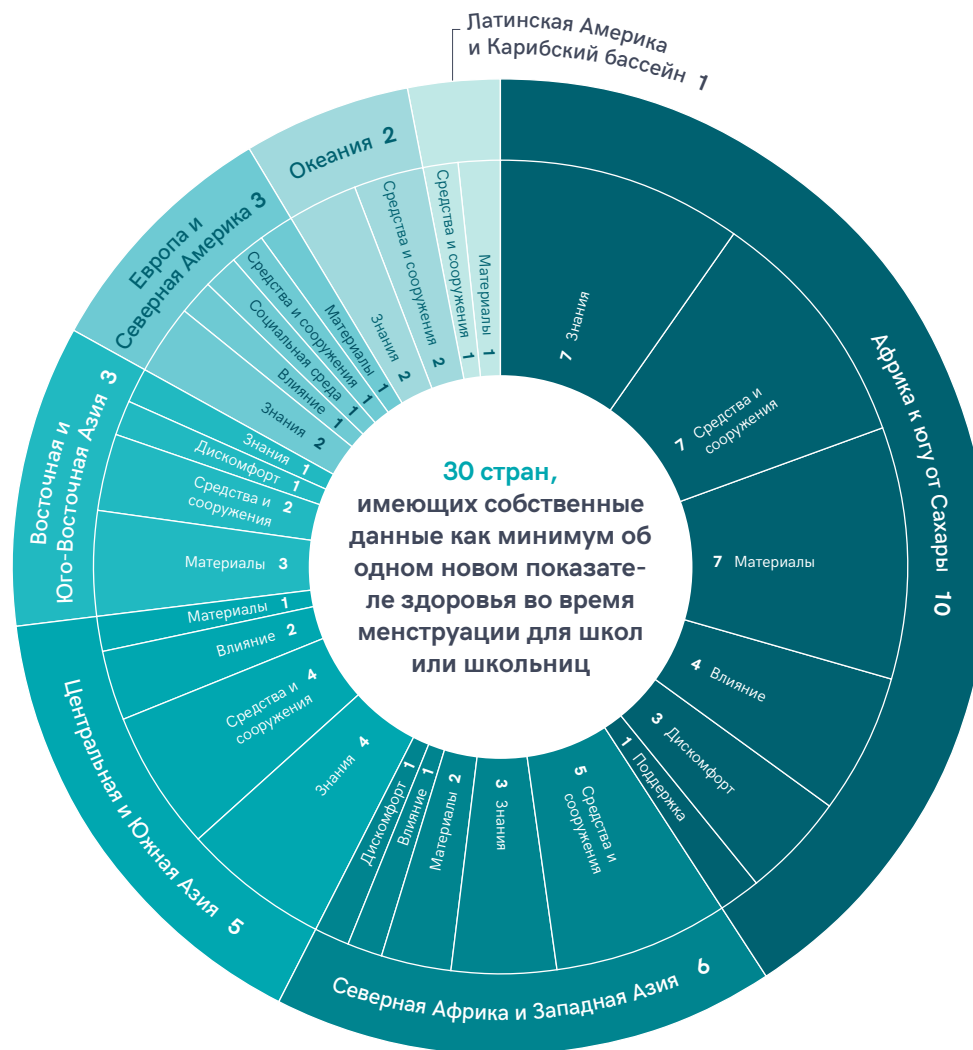 Латинская Америка
и Карибский бассейн 1
Океания 2
Европа и
Северная Америка 3
Восточная и
Юго-Восточная Азия 3
Центральная и Южная Азия 5
Северная Африка и Западная Азия 6
Африка к югу от Сахары 10
7 Знания
7 Средства и
сооружения
7 Материалы
4 Влияние
3 Дискомфорт
1 Поддержка
5 Средства и
сооружения
3 Знания
Материалы 2
Влияние 1
Дискомфорт 1
Знания 4
Средства и 4
сооружения
Влияние 2
Материалы 1
Материалы 3
Средства и 2
сооружения
Дискомфорт 1
Знания 1
Знания 2
Влияние 1
Социальная среда 1
Средства и сооружения 1
Материалы 1
Знания 2
Средства и сооружения 2
Средства и сооружения 1
Материалы 1
30 стран,
имеющих собственные
данные как минимум об
одном новом показате-
ле здоровья во время
менструации для школ
или школьниц